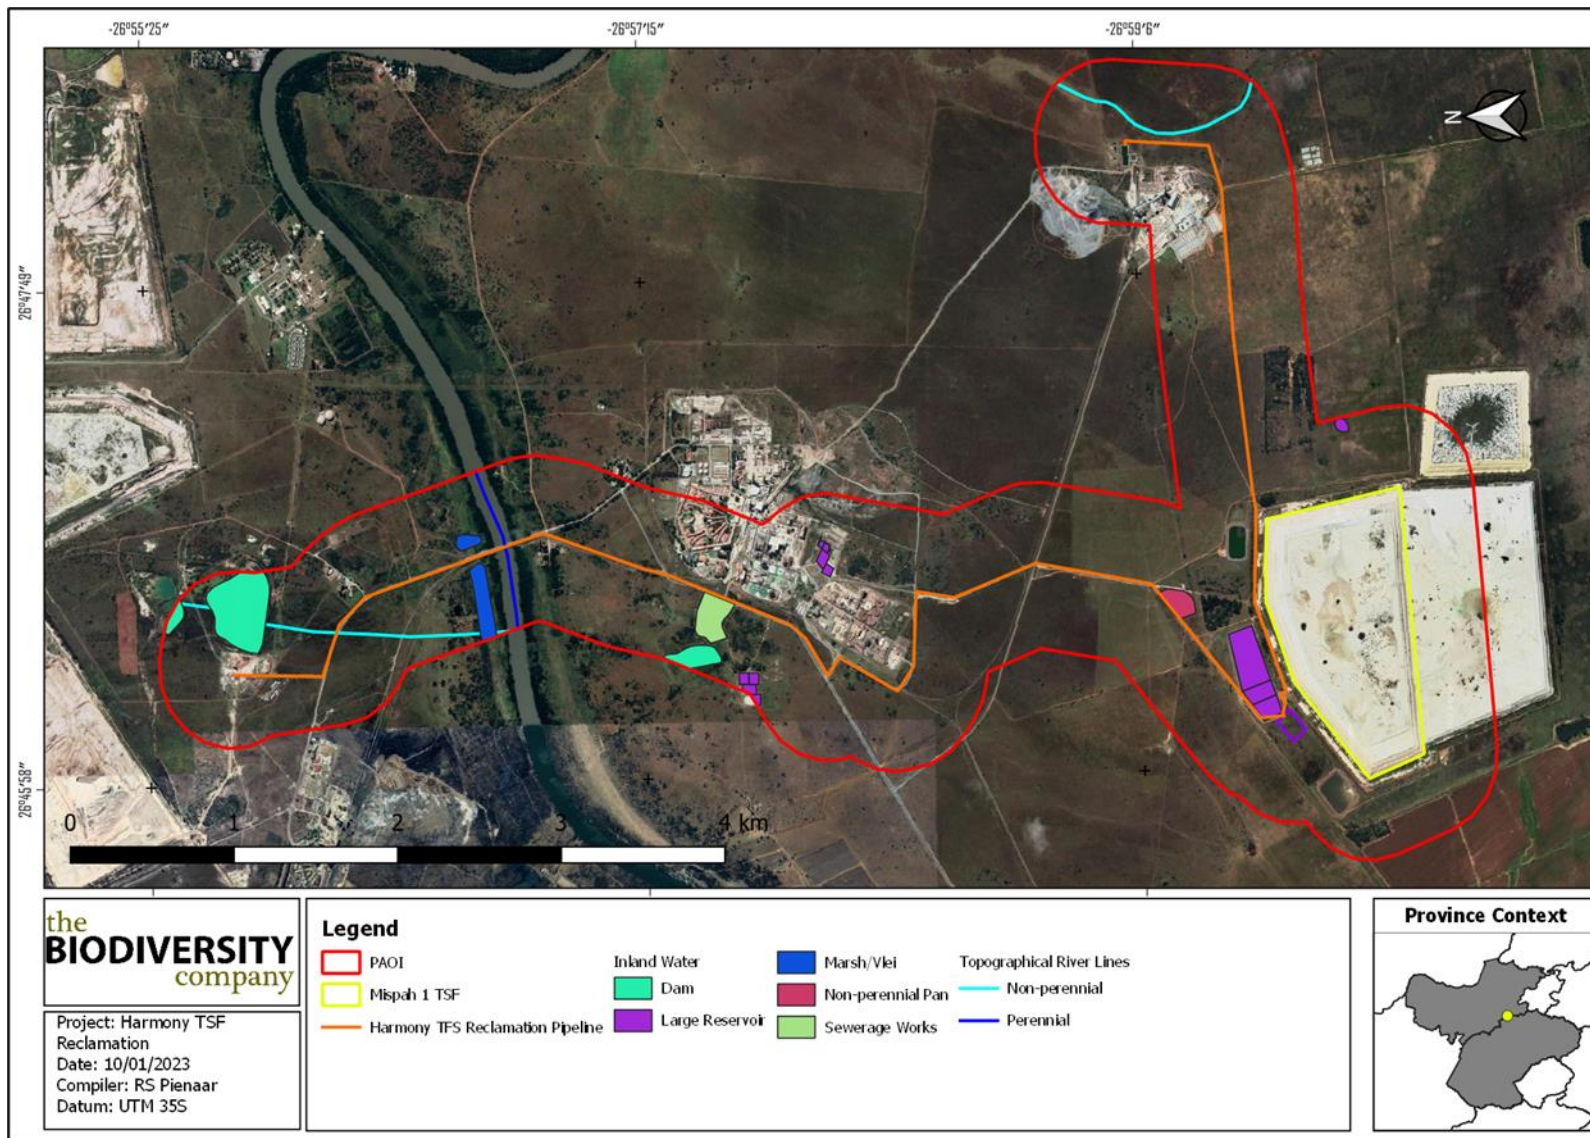 -26°55'25"
-26°57'15"
-26°59'6"
N
26°47'49"
26°45'58"
0 1 2 3 4 km
the
BIODIVERSITY
company
Project: Harmony TSF
Reclamation
Date: 10/01/2023
Compiler: RS Pienaar
Datum: UTM 35S
Legend
PAOI
Mispah 1 TSF
Harmony TFS Reclamation Pipeline
Inland Water
Dam
Large Reservoir
Marsh/Vlei
Non-perennial Pan
Sewerage Works
Topographical River Lines
Non-perennial
Perennial
Province Context